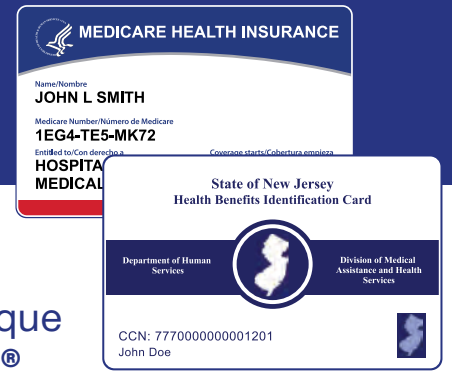 MEDICARE HEALTH INSURANCE
Name/Nombre
JOHN L SMITH
Medicare Number/Número de Medicare
1EG4-TE5-MK72
Entitled to/Con derecho a Coverage starts/Cobertura empieza
HOSPITA
MEDICAL
State of New Jersey
Health Benefits Identification Card
Department of Human
Services
Division of Medical
Assistance and Health
Services
CCN: 7770000000001201
John Doe
que
®